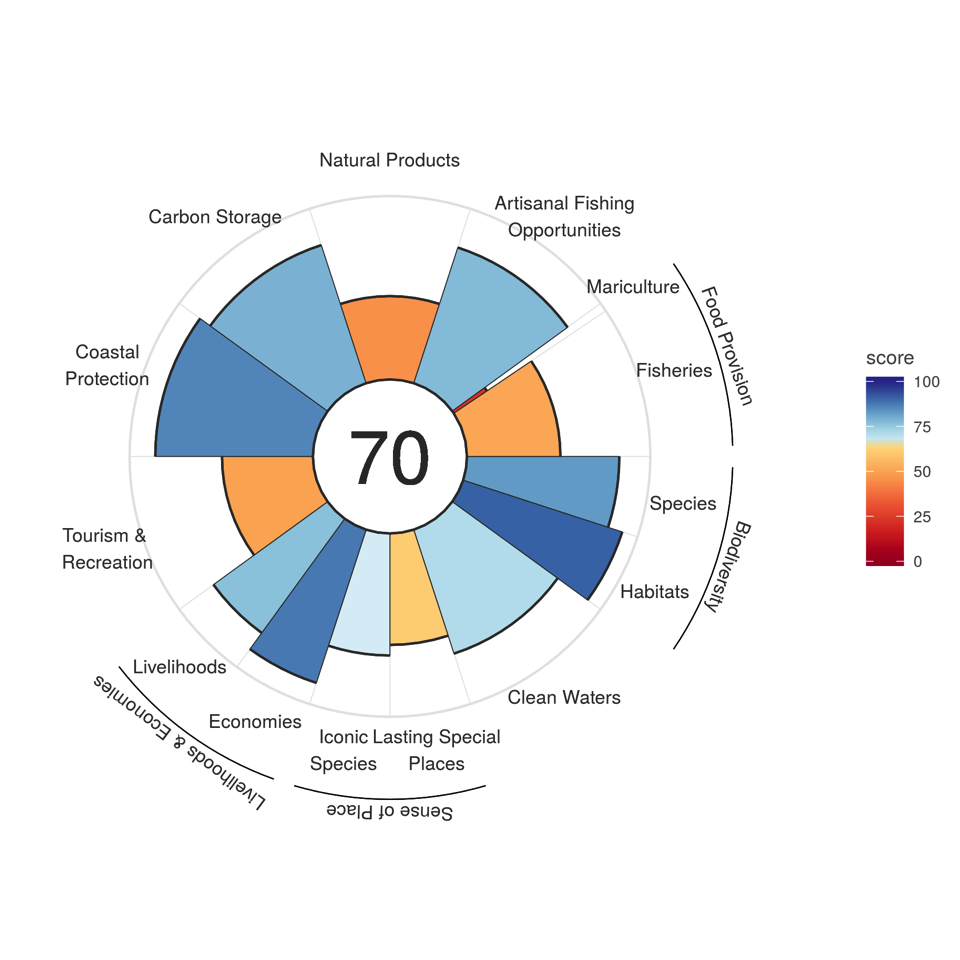 Natural Products
Artisanal Fishing
Opportunities
Carbon Storage
Mariculture
Food Provision
Coastal
Protection
Fisheries
score
100
75
50
25
0
70
Species
Biodiversity
Tourism &
Recreation
Habitats
Livelihoods
Clean Waters
Livelihoods & Economies
Economies
Iconic
Species
Lasting Special
Places
Sense of Place